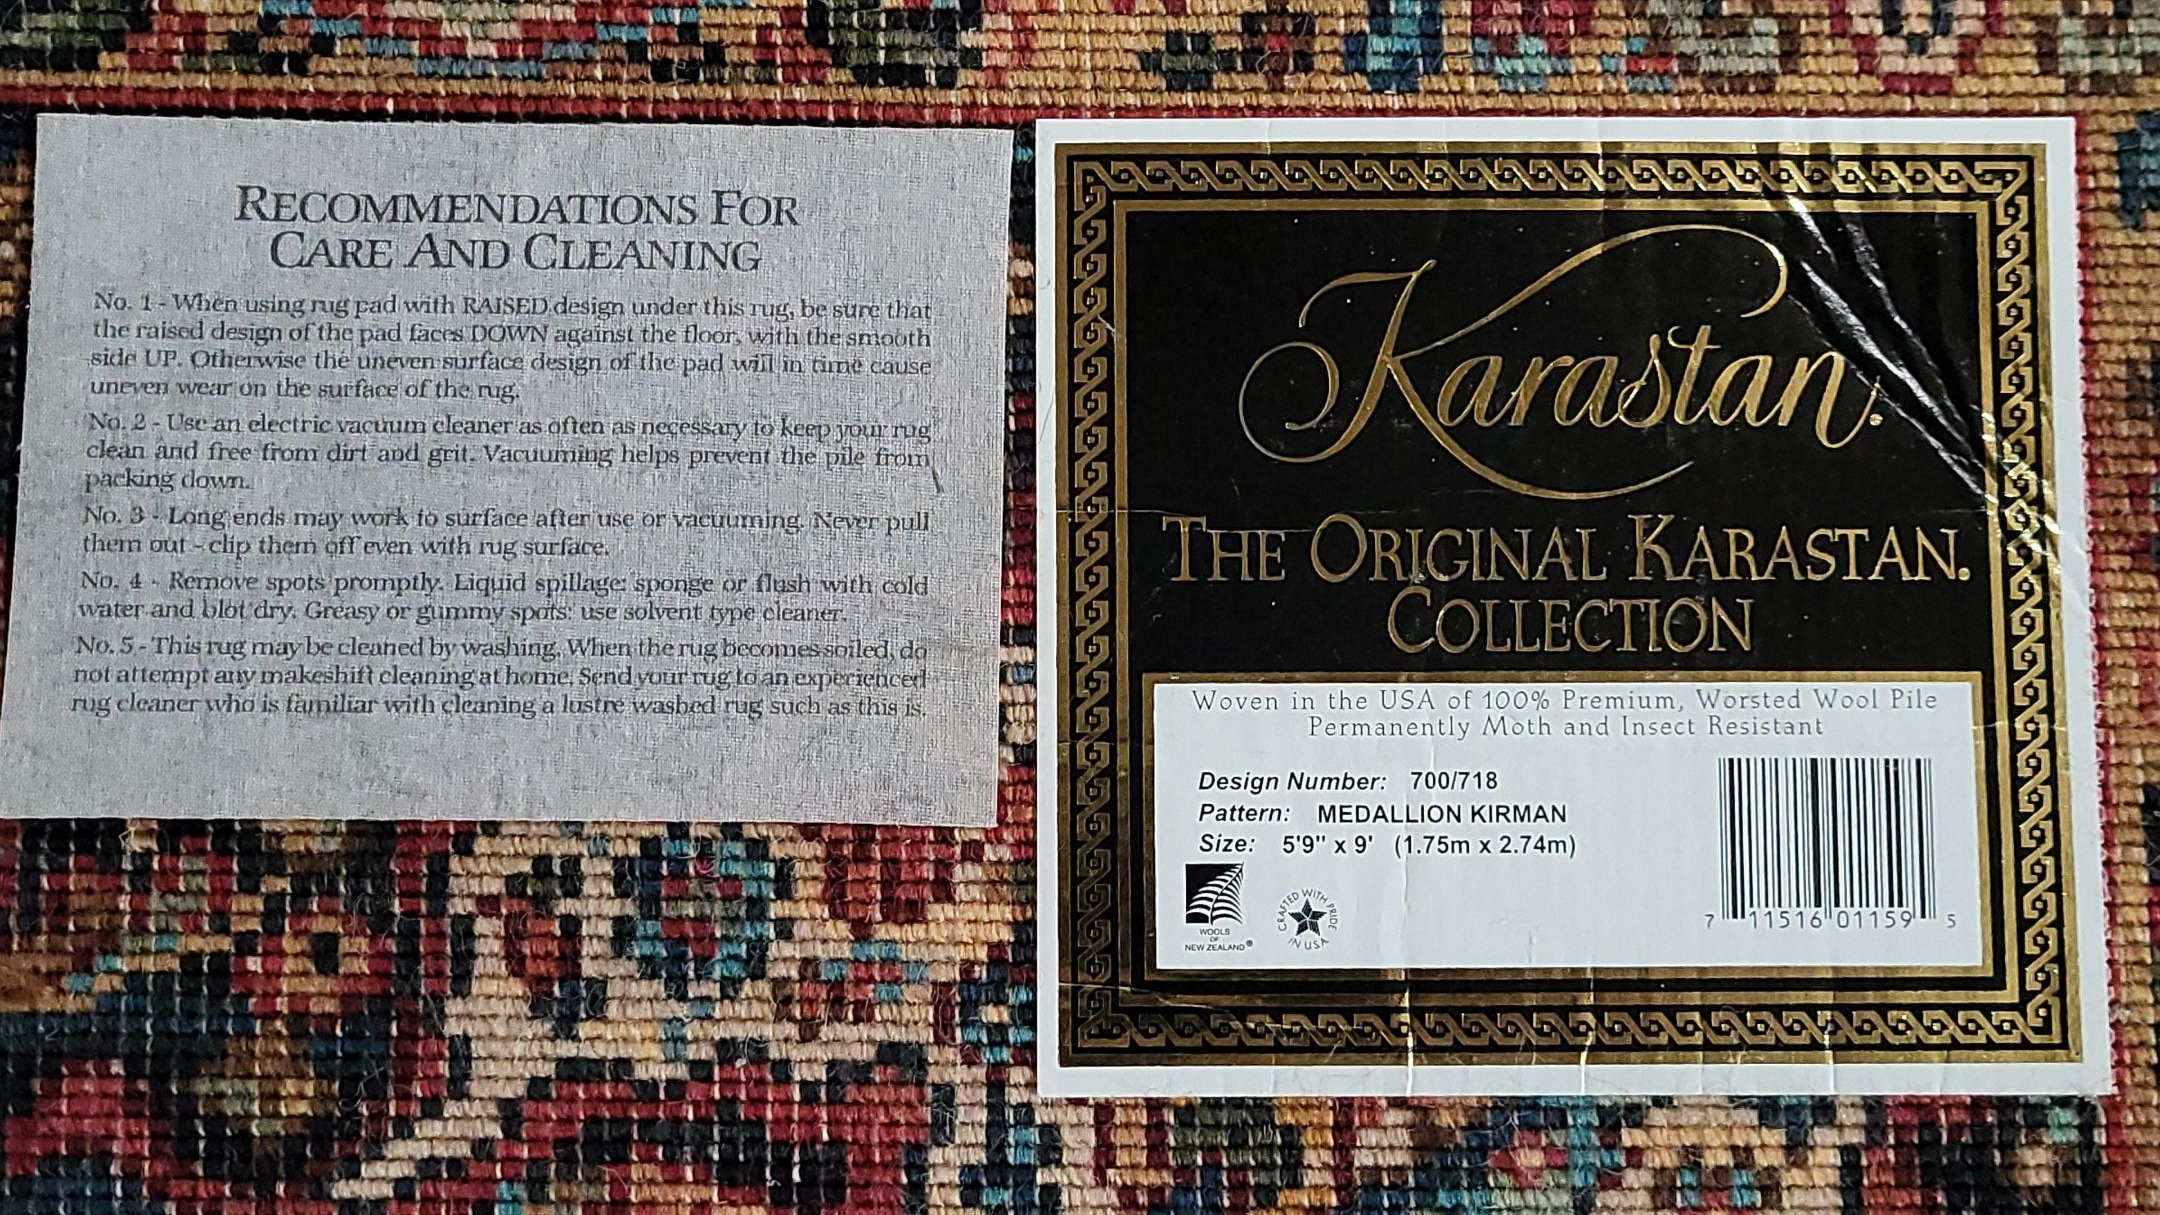 RECOMMENDATIONS FOR
CARE AND CLEANING
No. 1 - When using rug pad with RAISED design under this rug, be sure that
the raised design of the pad faces DOWN against the floor, with the smooth
side UP. Otherwise the uneven surface design of the pad will in time cause
uneven wear on the surface of the rug.
No. 2 - Use an electric vacuum cleaner as often as necessary to keep your rug
clean and free from dirt and grit. Vacuuming helps prevent the pile from
packing down.
No. 3 - Long ends may work to surface after use or vacuuming. Never pull
them out - clip them off even with rug surface.
No. 4 - Remove spots promptly. Liquid spillage: sponge or flush with cold
water and blot dry. Greasy or gummy spots: use solvent type cleaner.
No. 5 - This rug may be cleaned by washing. When the rug becomes soiled, do
not attempt any makeshift cleaning at home. Send your rug to an experienced
rug cleaner who is familiar with cleaning a lustre washed rug such as this is.
Karastan®
THE ORIGINAL KARASTAN®
COLLECTION
Woven in the USA of 100% Premium, Worsted Wool Pile
Permanently Moth and Insect Resistant
Design Number: 700/718
Pattern: MEDALLION KIRMAN
Size: 5'9" x 9' (1.75m x 2.74m)
WOOLS
OF
NEW ZEALAND®
CRAFTED WITH PRIDE
IN USA
7 11516 01159 5